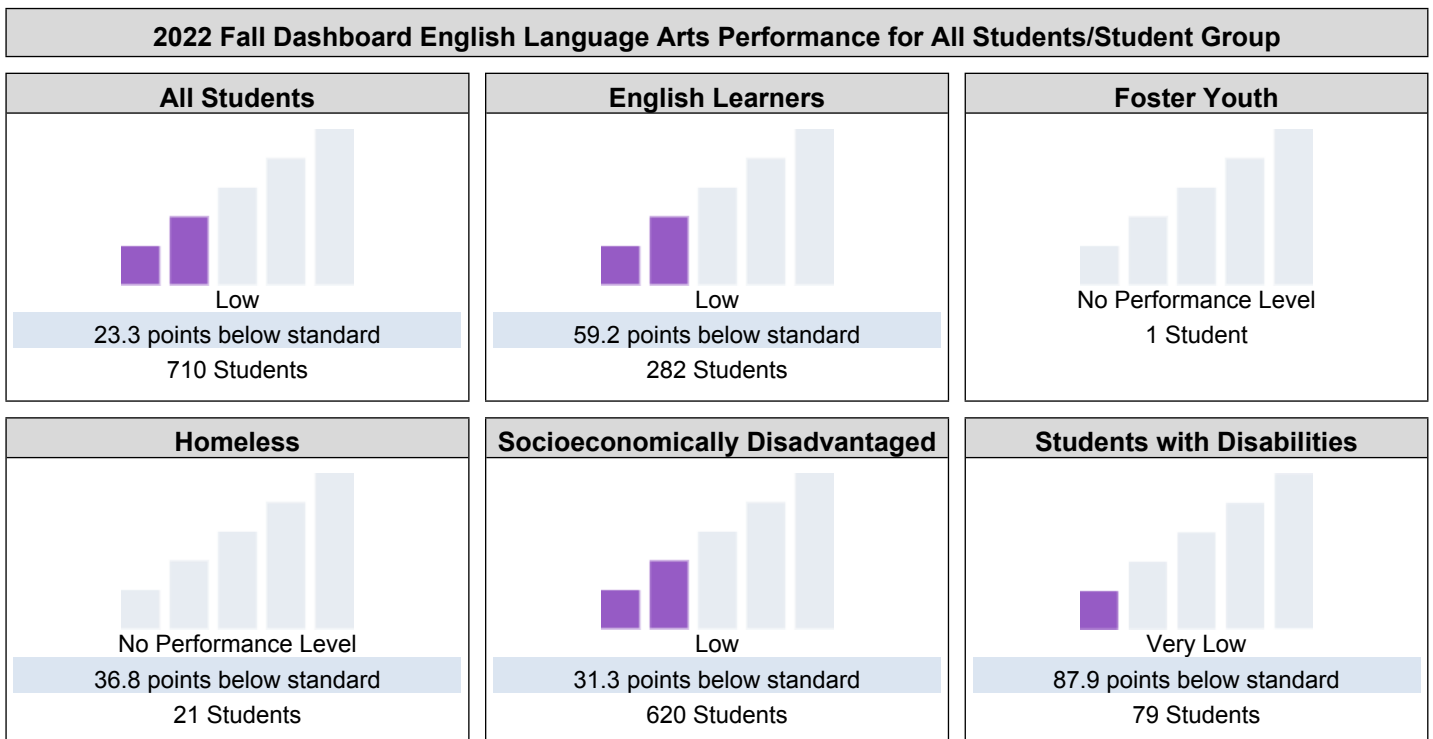 2022 Fall Dashboard English Language Arts Performance for All Students/Student Group
All Students
Low
23.3 points below standard
710 Students
English Learners
Low
59.2 points below standard
282 Students
Foster Youth
No Performance Level
1 Student
Homeless
No Performance Level
36.8 points below standard
21 Students
Socioeconomically Disadvantaged
Low
31.3 points below standard
620 Students
Students with Disabilities
Very Low
87.9 points below standard
79 Students